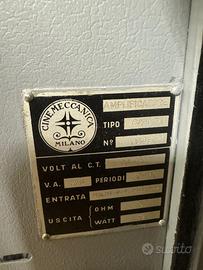 CINEMECCANICA
MILANO
AMPLIFICATORE
TIPO
N°
VOLT AL C.T.
V.A. PERIODI
ENTRATA
USCITA { OHM
WATT
subito